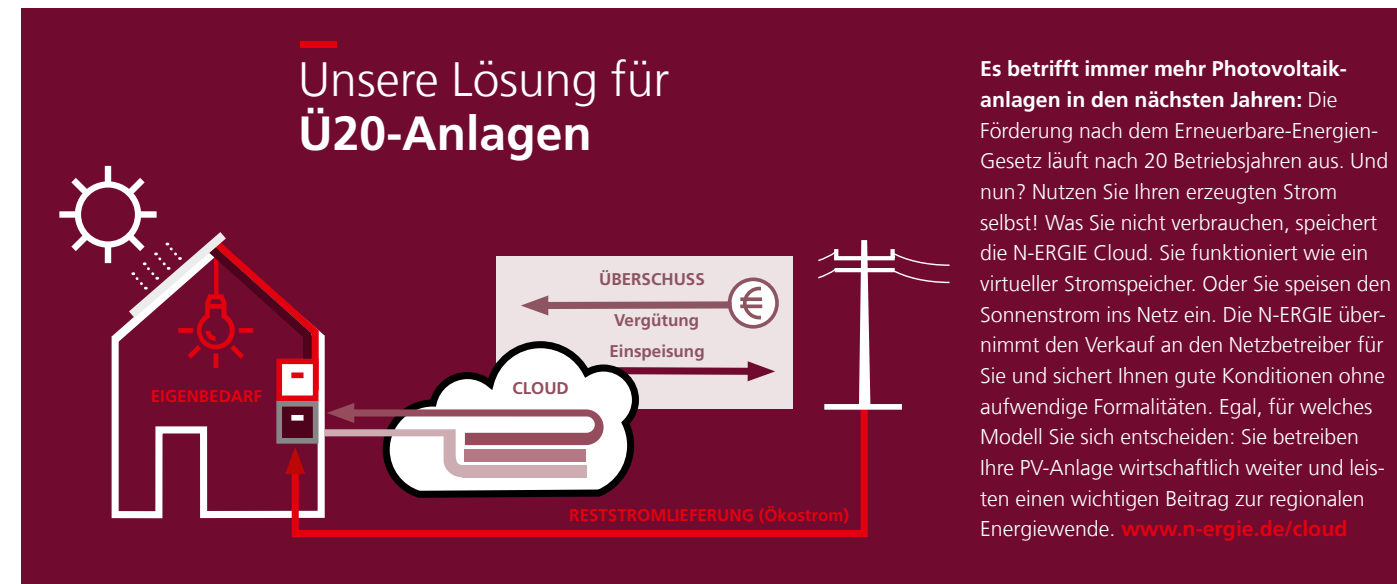 Unsere Lösung für
Ü20-Anlagen
ÜBERSCHUSS
€
Vergütung
Einspeisung
CLOUD
EIGENBEDARF
RESTSTROMLIEFERUNG (Ökostrom)
Es betrifft immer mehr Photovoltaik-
anlagen in den nächsten Jahren: Die
Förderung nach dem Erneuerbare-Energien-
Gesetz läuft nach 20 Betriebsjahren aus. Und
nun? Nutzen Sie Ihren erzeugten Strom
selbst! Was Sie nicht verbrauchen, speichert
die N-ERGIE Cloud. Sie funktioniert wie ein
virtueller Stromspeicher. Oder Sie speisen den
Sonnenstrom ins Netz ein. Die N-ERGIE über-
nimmt den Verkauf an den Netzbetreiber für
Sie und sichert Ihnen gute Konditionen ohne
aufwendige Formalitäten. Egal, für welches
Modell Sie sich entscheiden: Sie betreiben
Ihre PV-Anlage wirtschaftlich weiter und leis-
ten einen wichtigen Beitrag zur regionalen
Energiewende. www.n-ergie.de/cloud